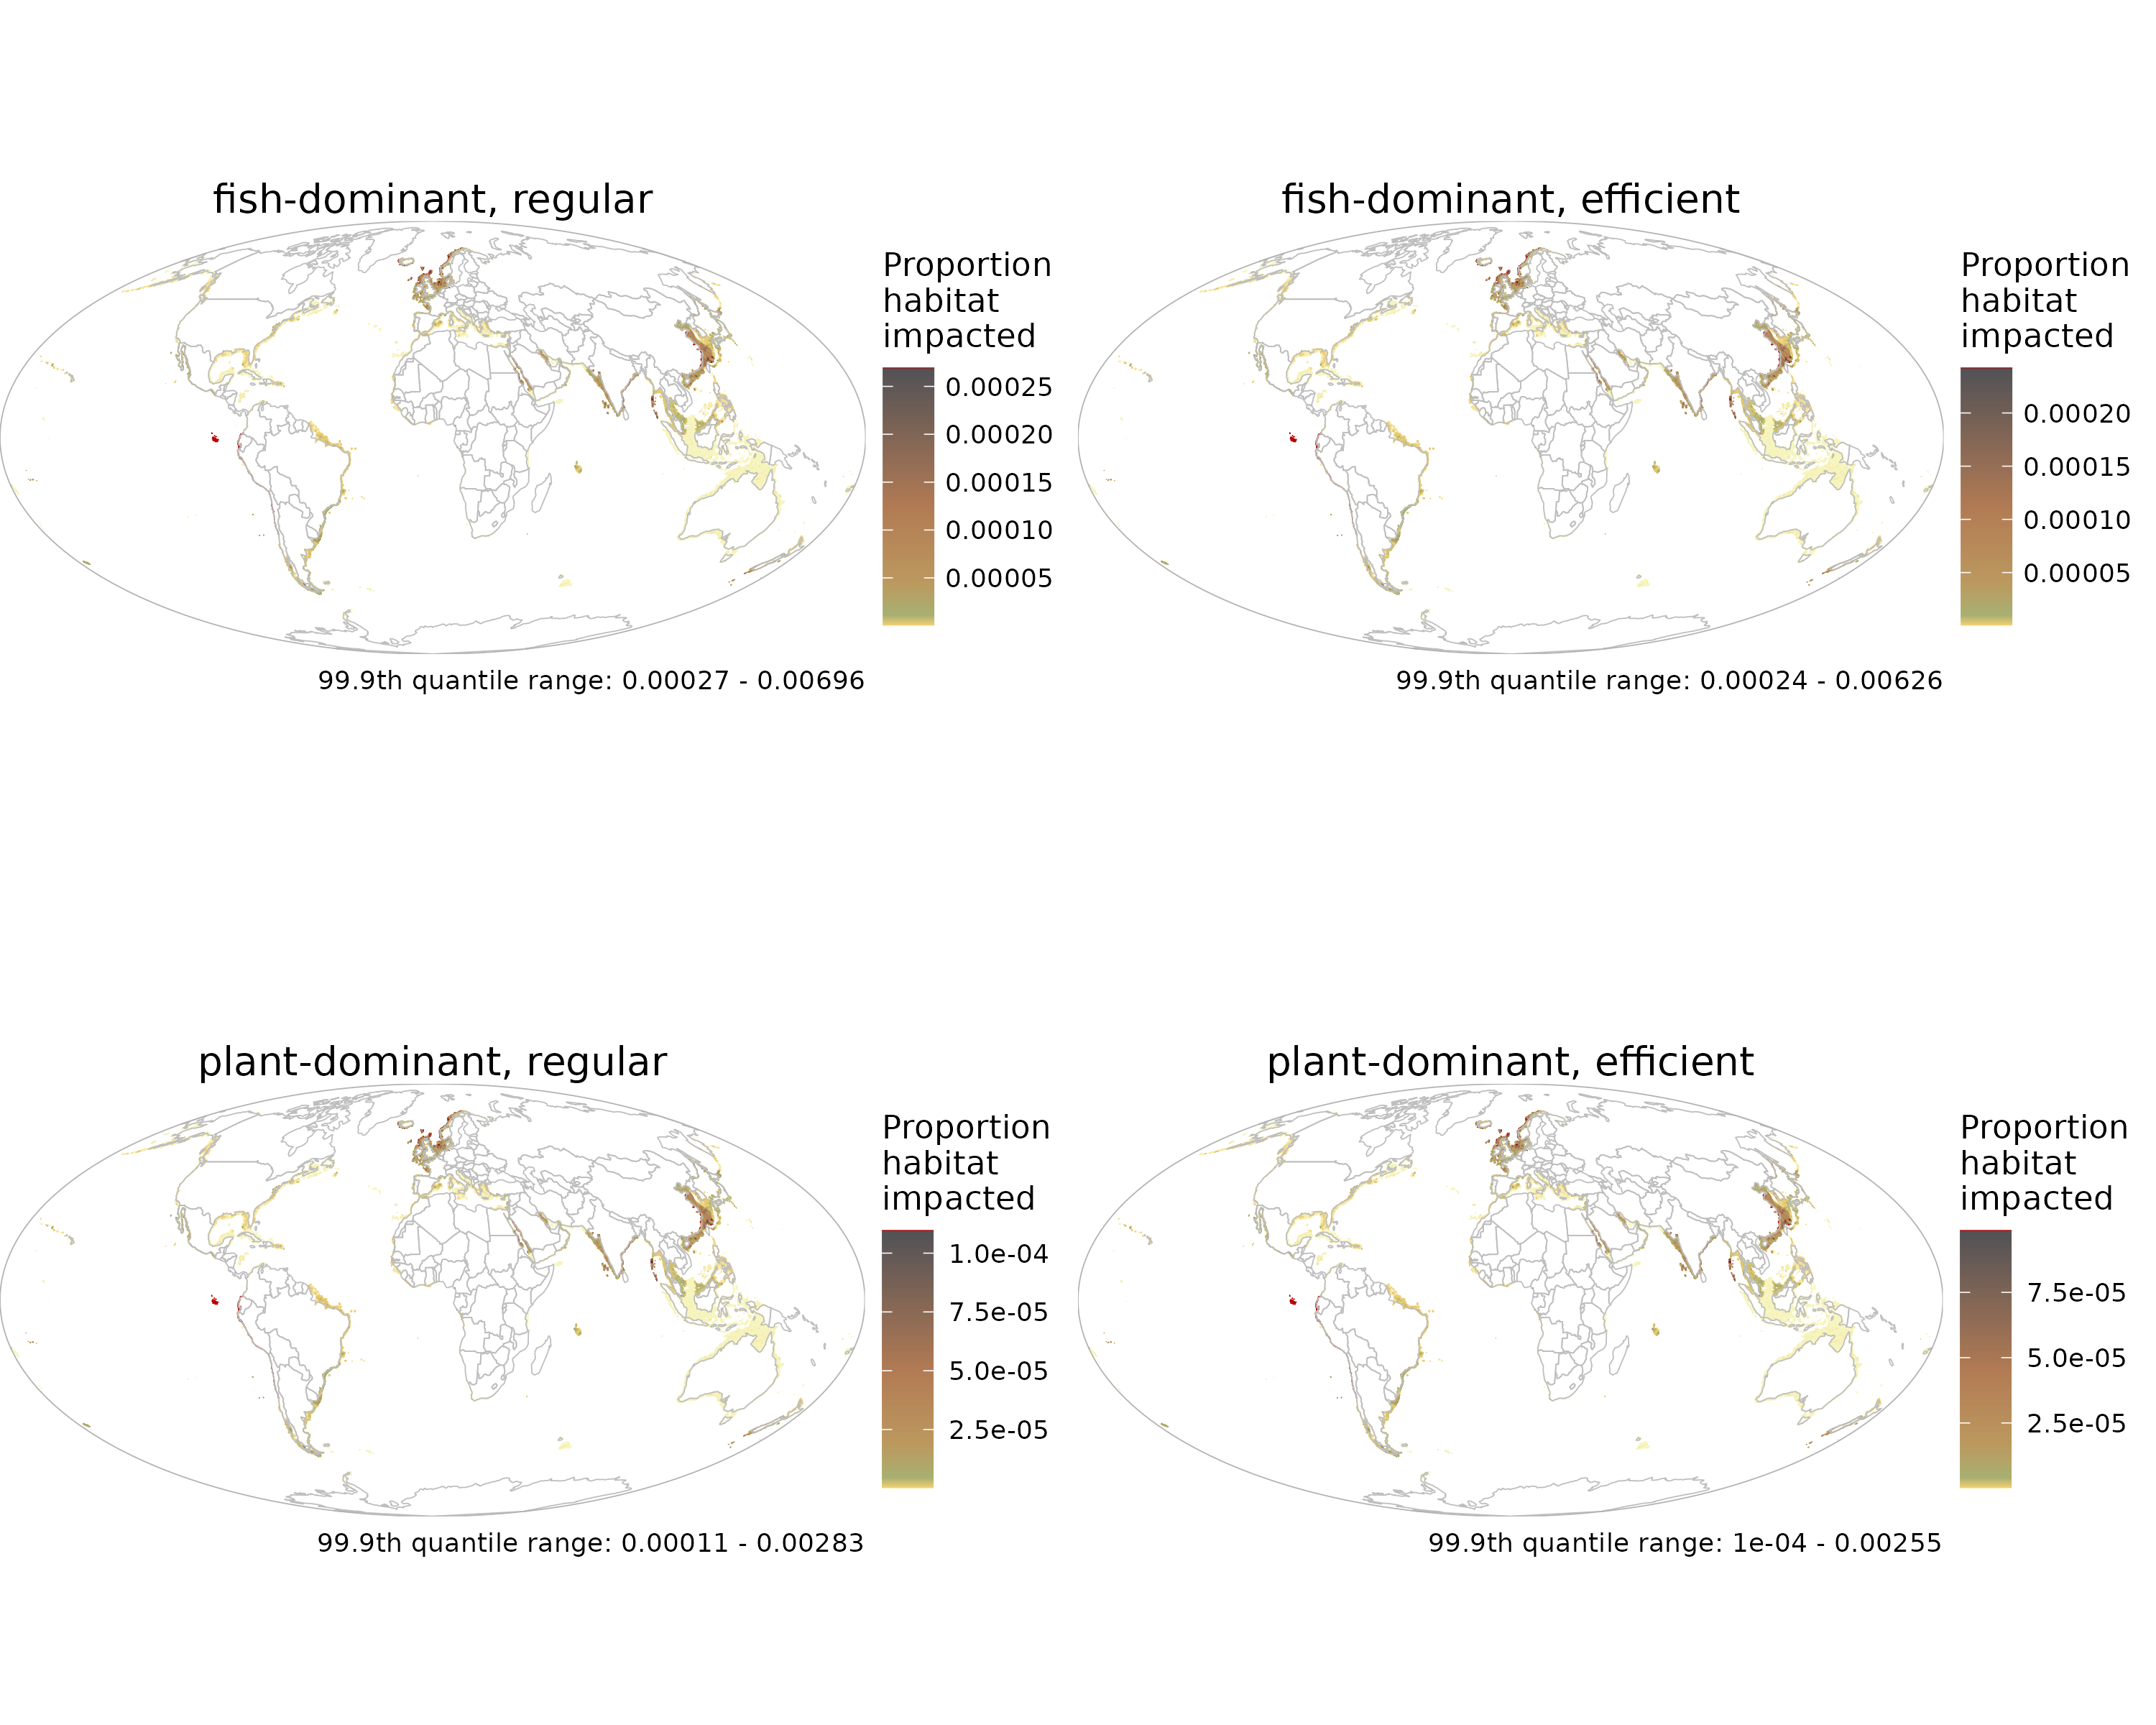 fish-dominant, regular
Proportion
habitat
impacted
0.00025
0.00020
0.00015
0.00010
0.00005
99.9th quantile range: 0.00027 - 0.00696
fish-dominant, efficient
Proportion
habitat
impacted
0.00020
0.00015
0.00010
0.00005
99.9th quantile range: 0.00024 - 0.00626
plant-dominant, regular
Proportion
habitat
impacted
1.0e-04
7.5e-05
5.0e-05
2.5e-05
99.9th quantile range: 0.00011 - 0.00283
plant-dominant, efficient
Proportion
habitat
impacted
7.5e-05
5.0e-05
2.5e-05
99.9th quantile range: 1e-04 - 0.00255